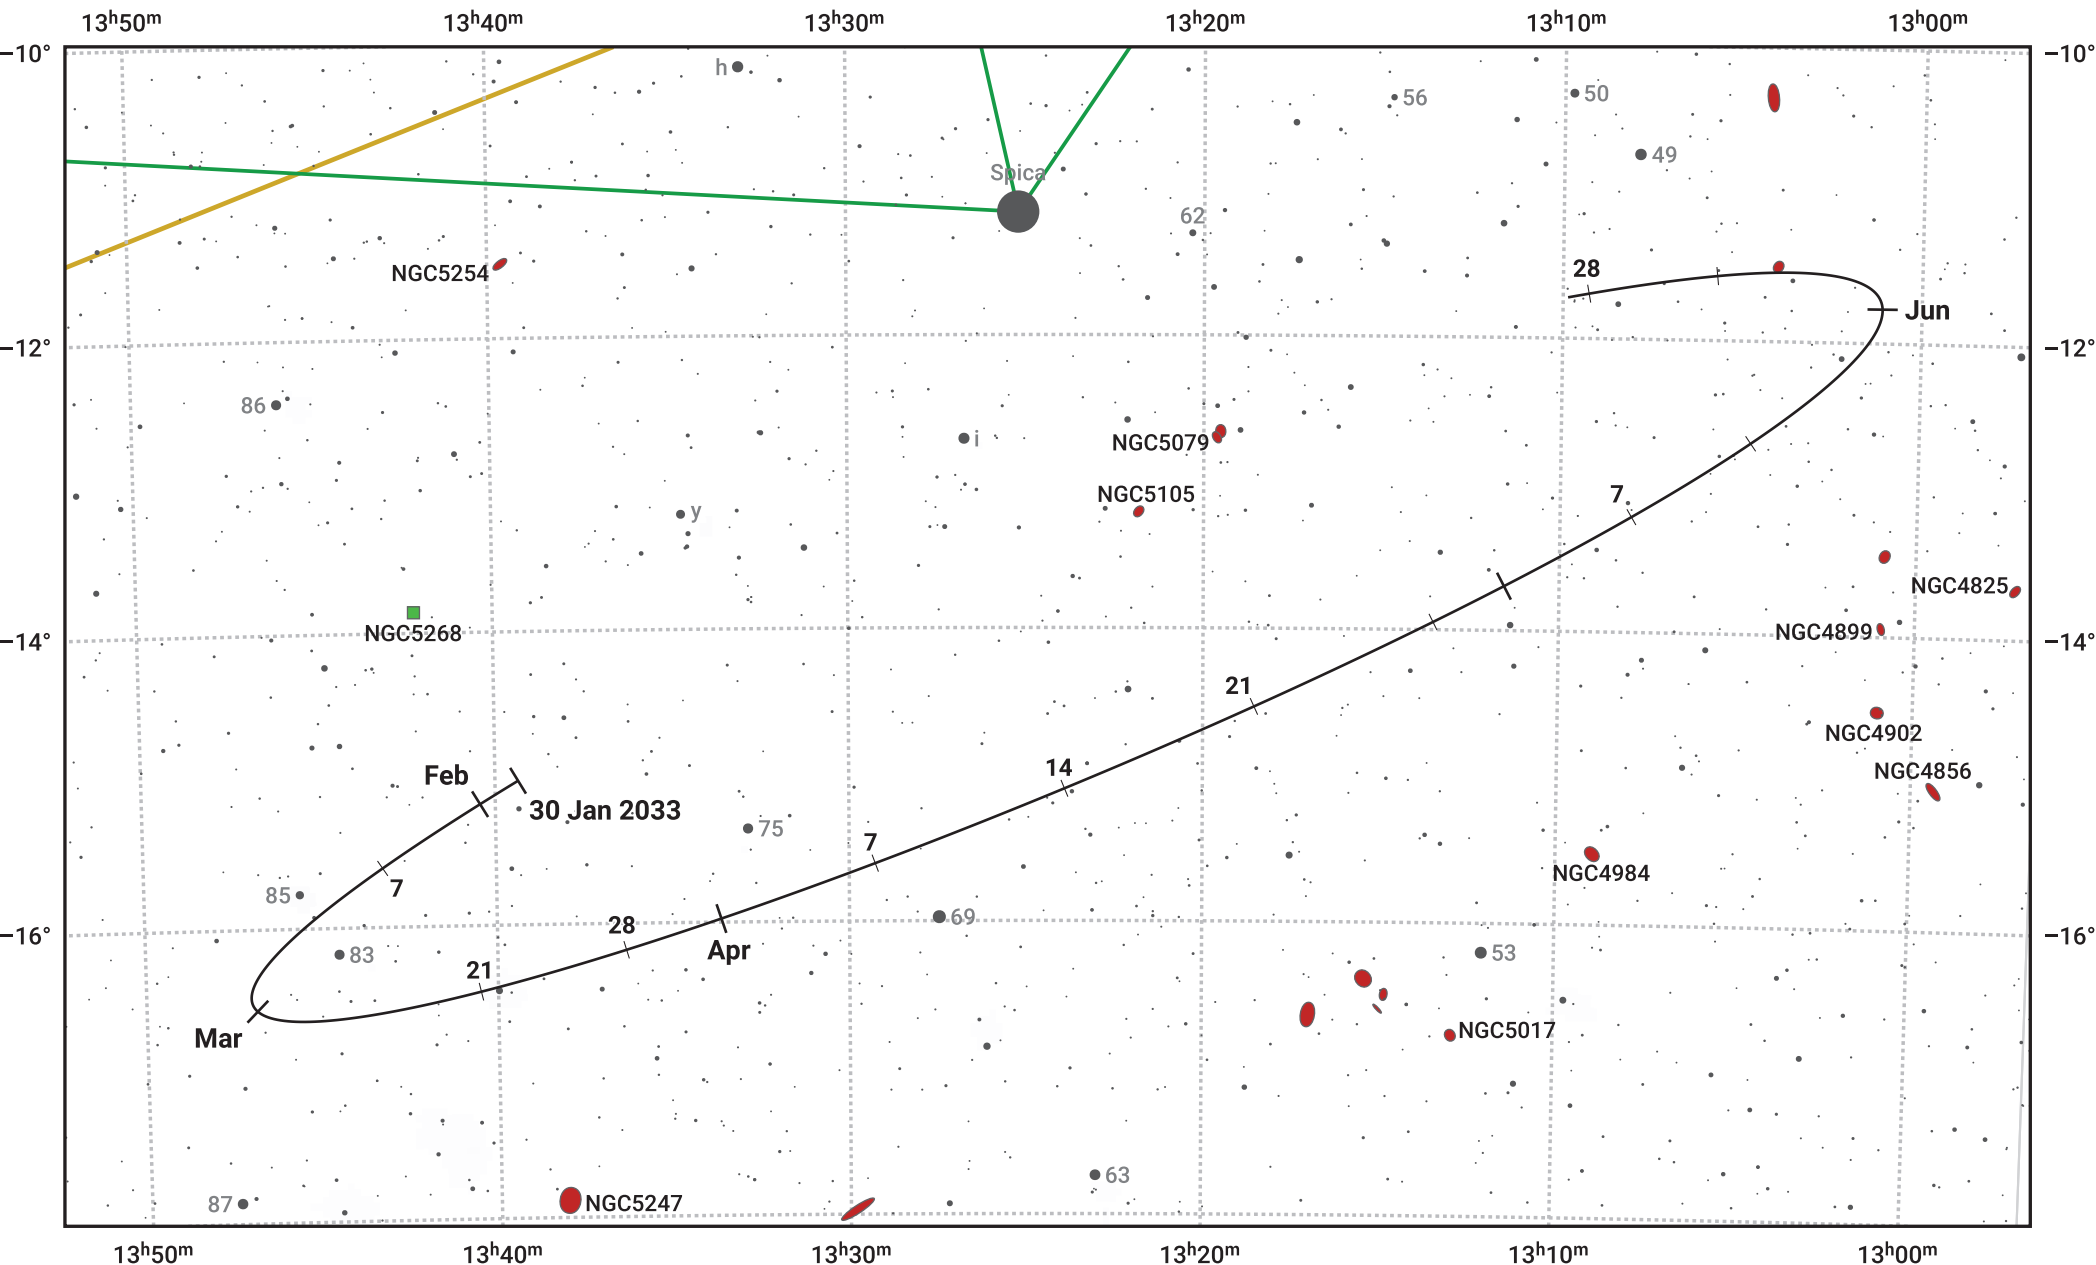 13ʰ50ᵐ 13ʰ40ᵐ 13ʰ30ᵐ 13ʰ20ᵐ 13ʰ10ᵐ 13ʰ00ᵐ
−10° −10°
h
56
50
49
Spica
62
NGC5254
28
Jun
−12° −12°
86
i
NGC5079
NGC5105
7
y
NGC4825
NGC5268
NGC4899
−14° −14°
21
NGC4902
14
NGC4856
Feb
30 Jan 2033
75
7
NGC4984
7
85
69
28
−16° −16°
Apr
83
53
21
Mar
NGC5017
63
87
NGC5247
13ʰ50ᵐ 13ʰ40ᵐ 13ʰ30ᵐ 13ʰ20ᵐ 13ʰ10ᵐ 13ʰ00ᵐ